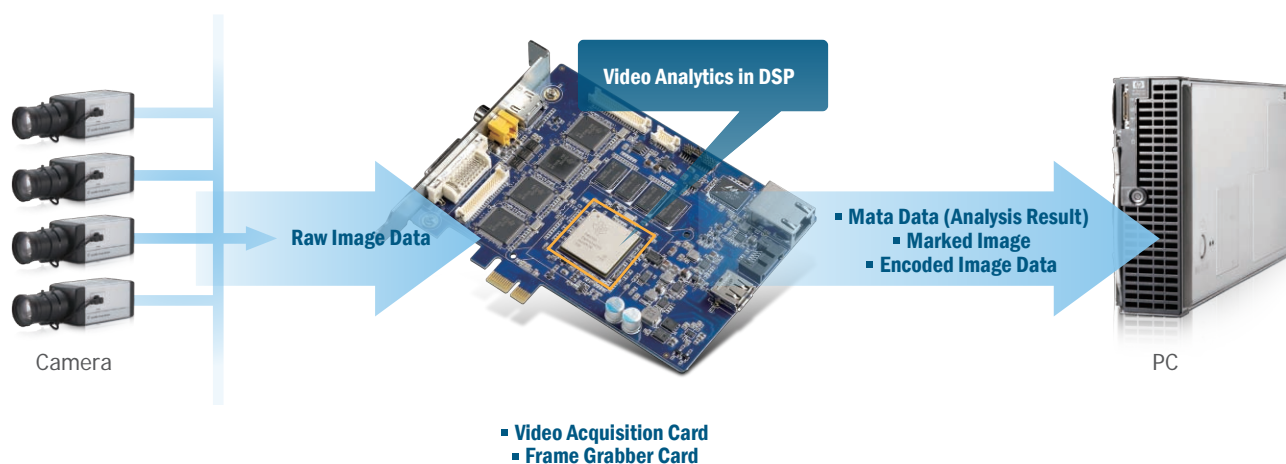 Video Analytics in DSP
Raw Image Data
▪ Mata Data (Analysis Result)
▪ Marked Image
▪ Encoded Image Data
Camera
PC
▪ Video Acquisition Card
▪ Frame Grabber Card